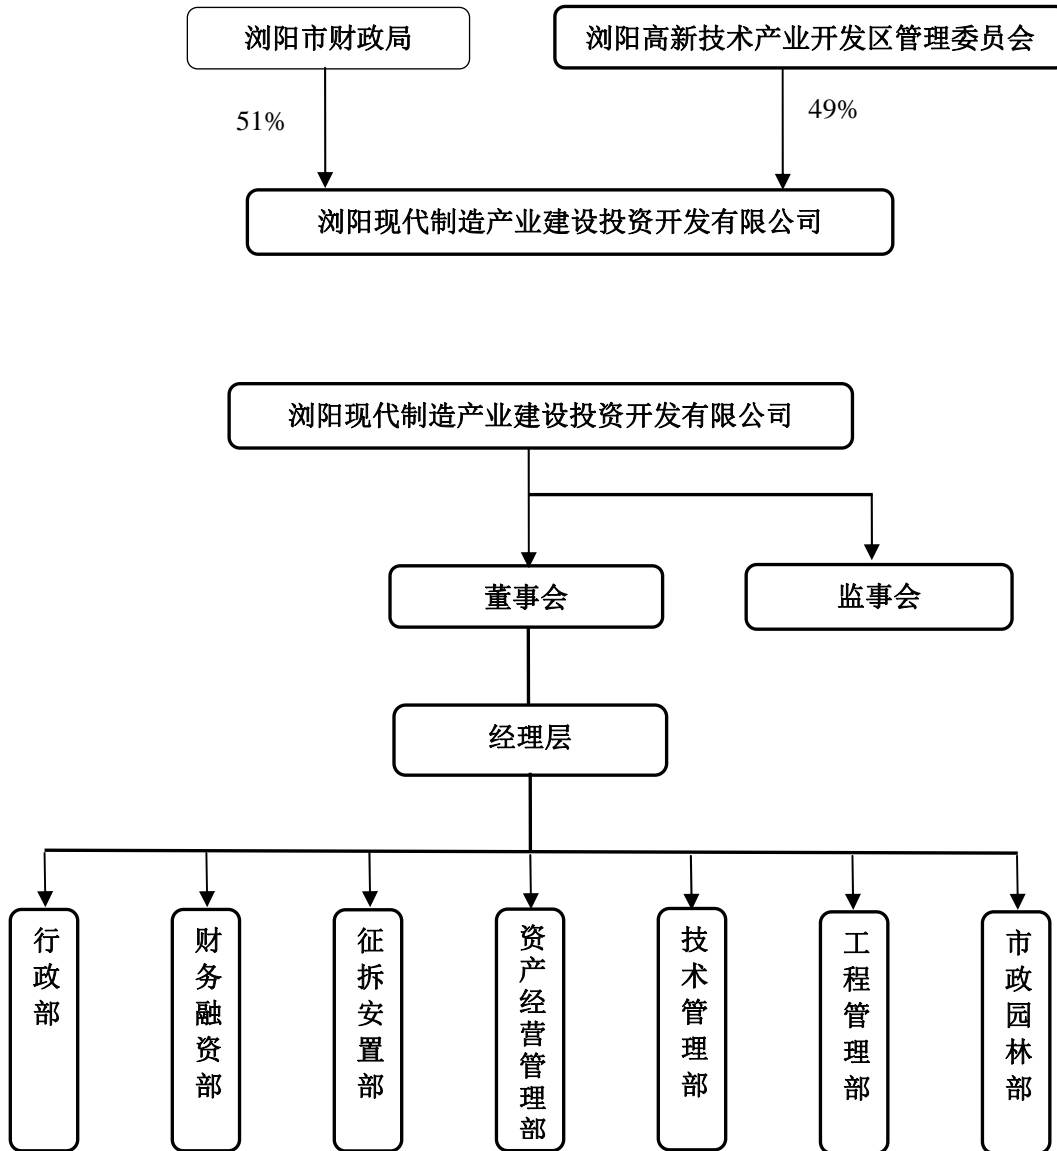 浏阳市财政局
浏阳高新技术产业开发区管理委员会
51%
49%
浏阳现代制造产业建设投资开发有限公司
浏阳现代制造产业建设投资开发有限公司
董事会
监事会
经理层
行政部
财务融资部
征拆安置部
资产经营管理部
技术管理部
工程管理部
市政园林部